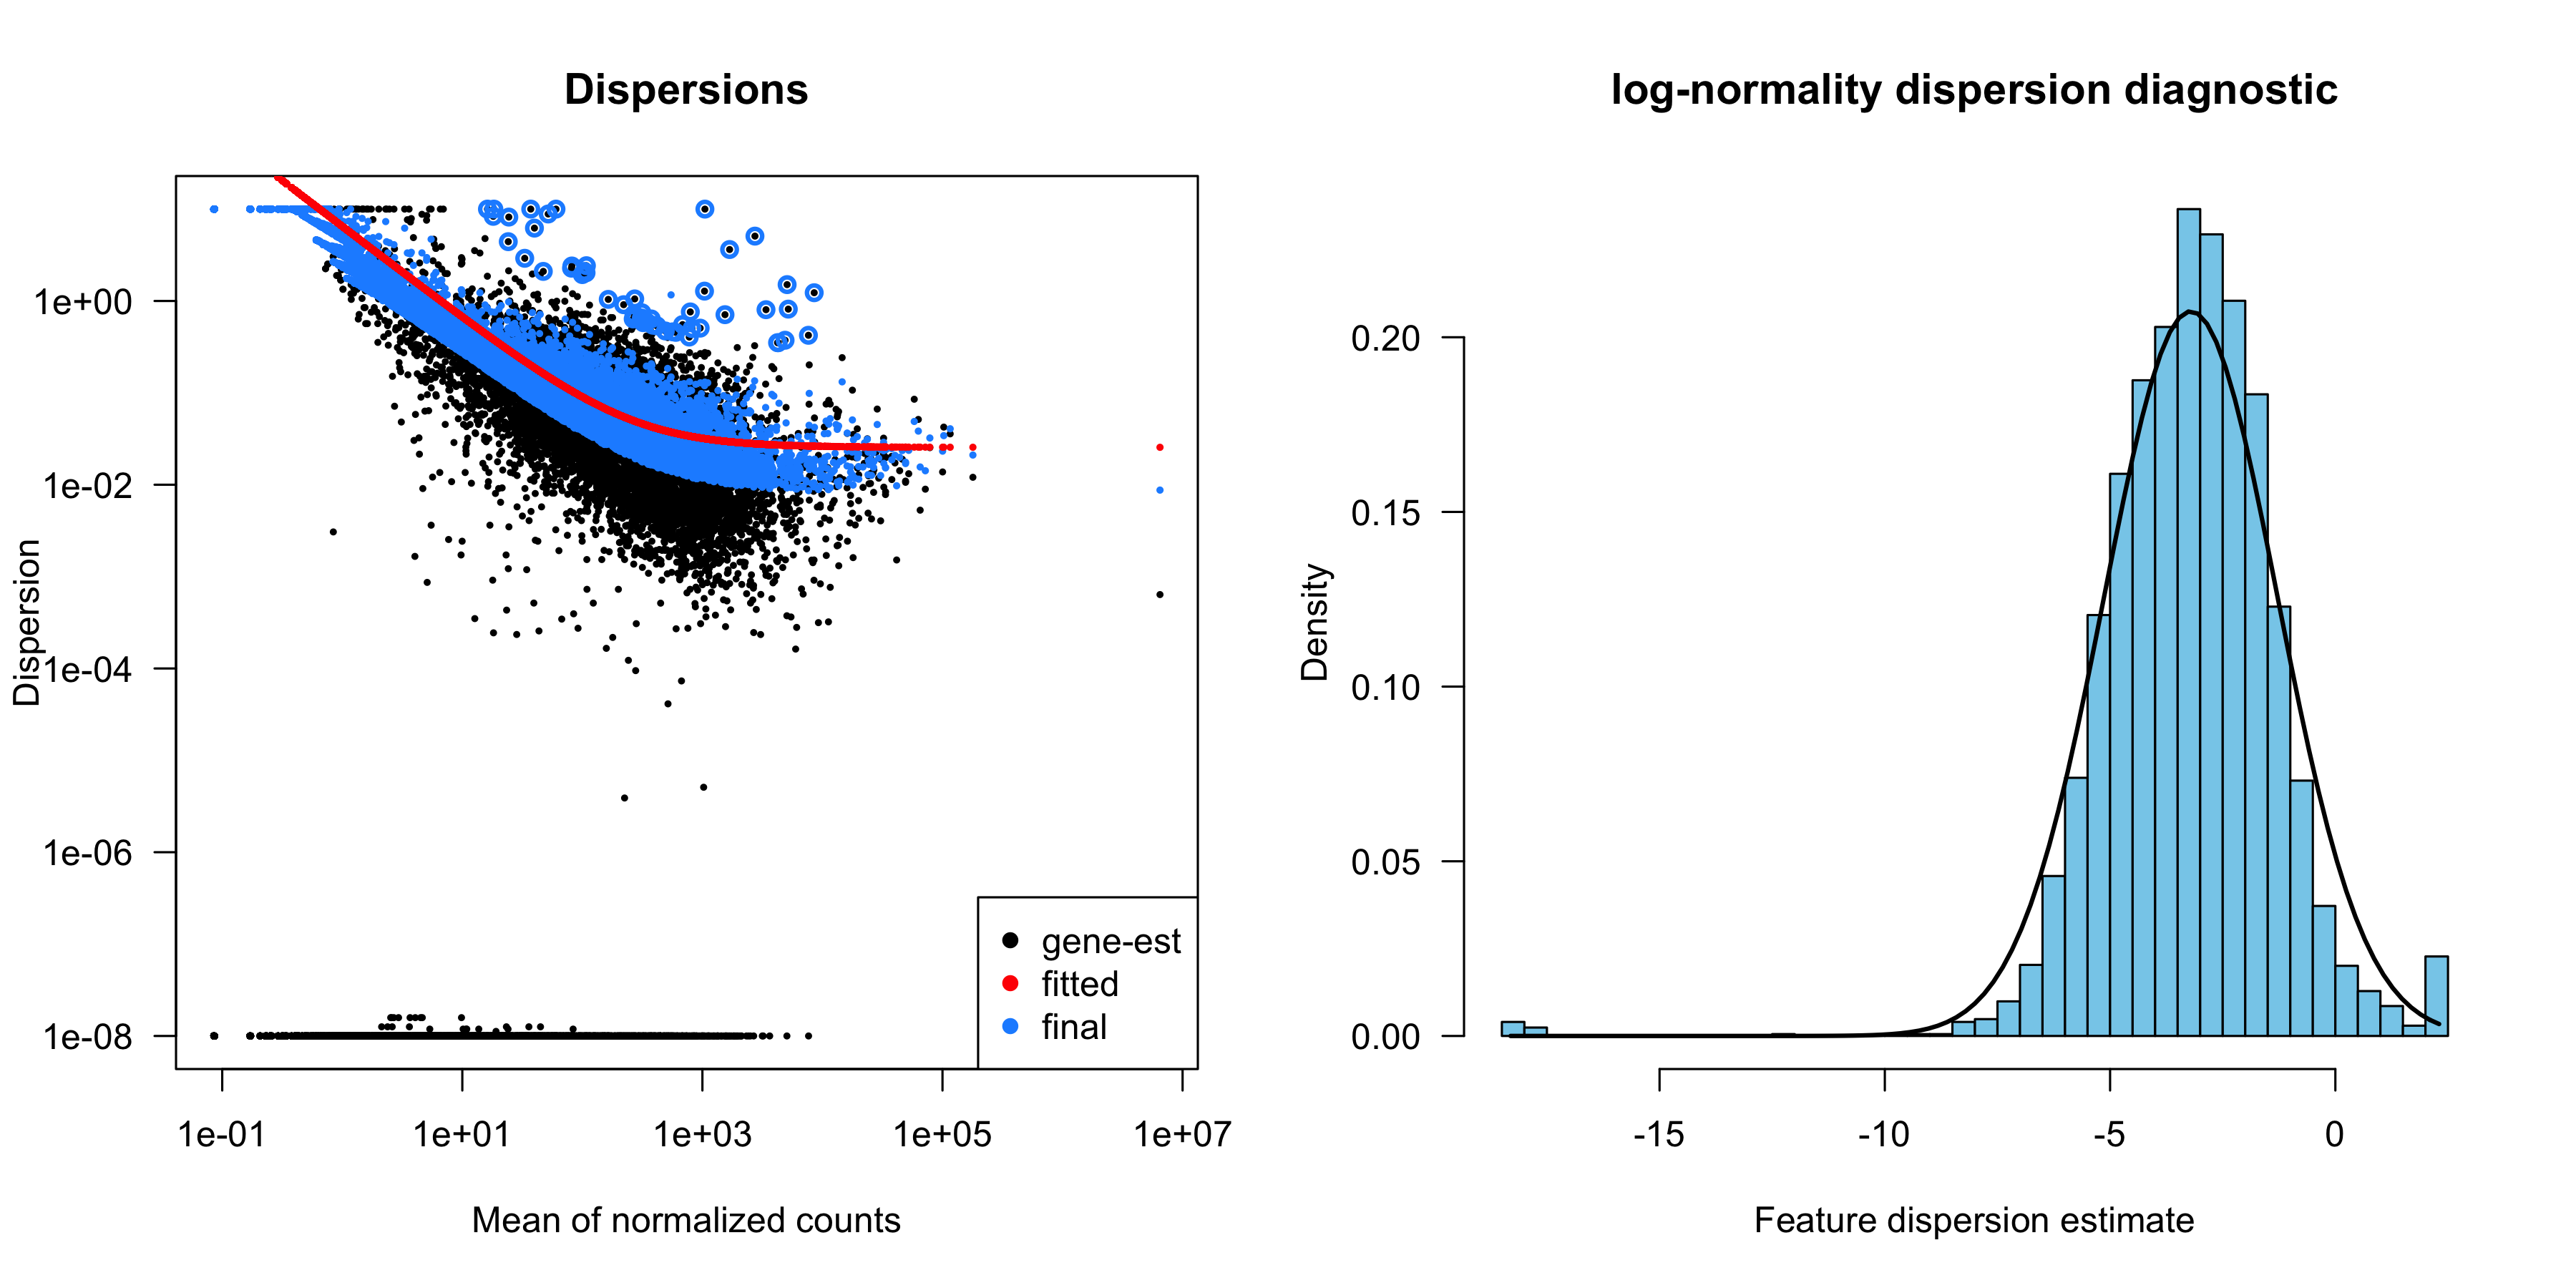 Dispersions
Dispersion
1e+00
1e-02
1e-04
1e-06
1e-08
gene-est
fitted
final
1e-01 1e+01 1e+03 1e+05 1e+07
Mean of normalized counts
log-normality dispersion diagnostic
Density
0.20
0.15
0.10
0.05
0.00
-15 -10 -5 0
Feature dispersion estimate